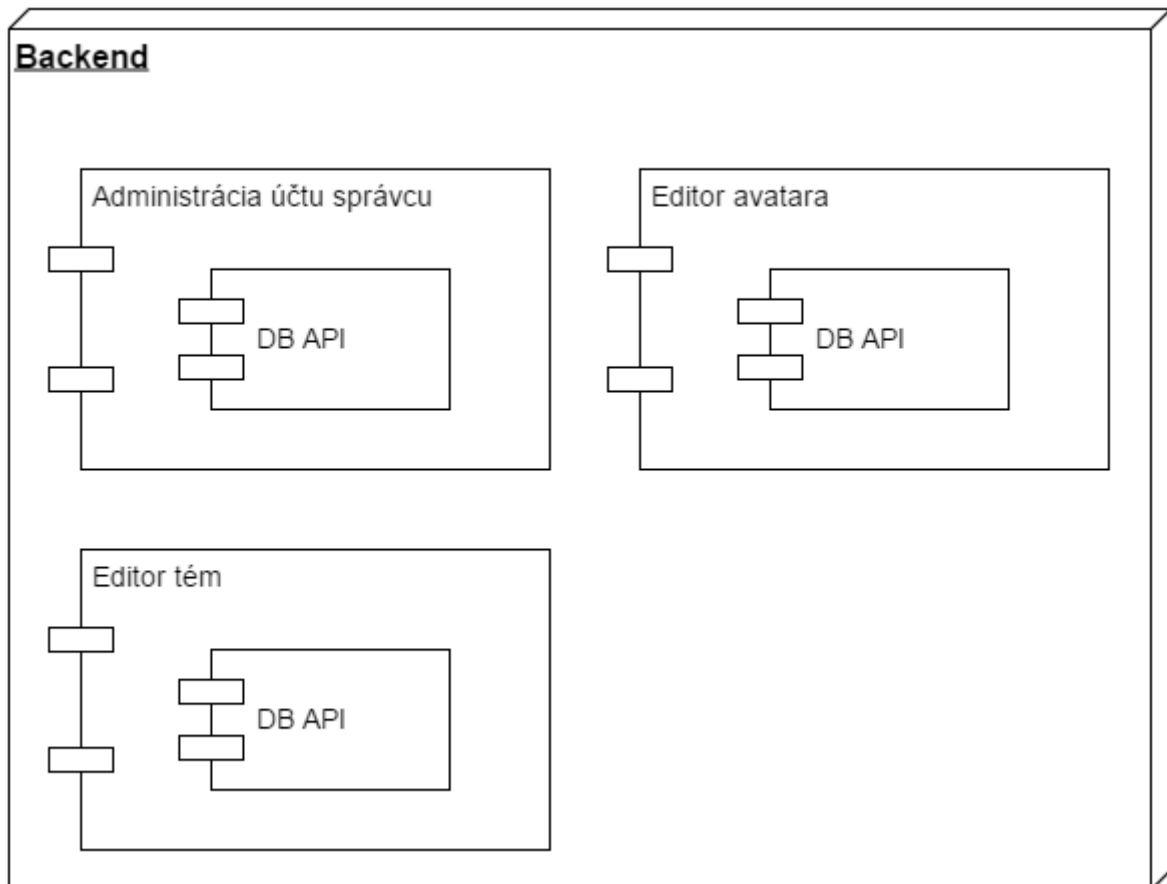 Backend
Administrácia účtu správcu
DB API
Editor avatara
DB API
Editor tém
DB API